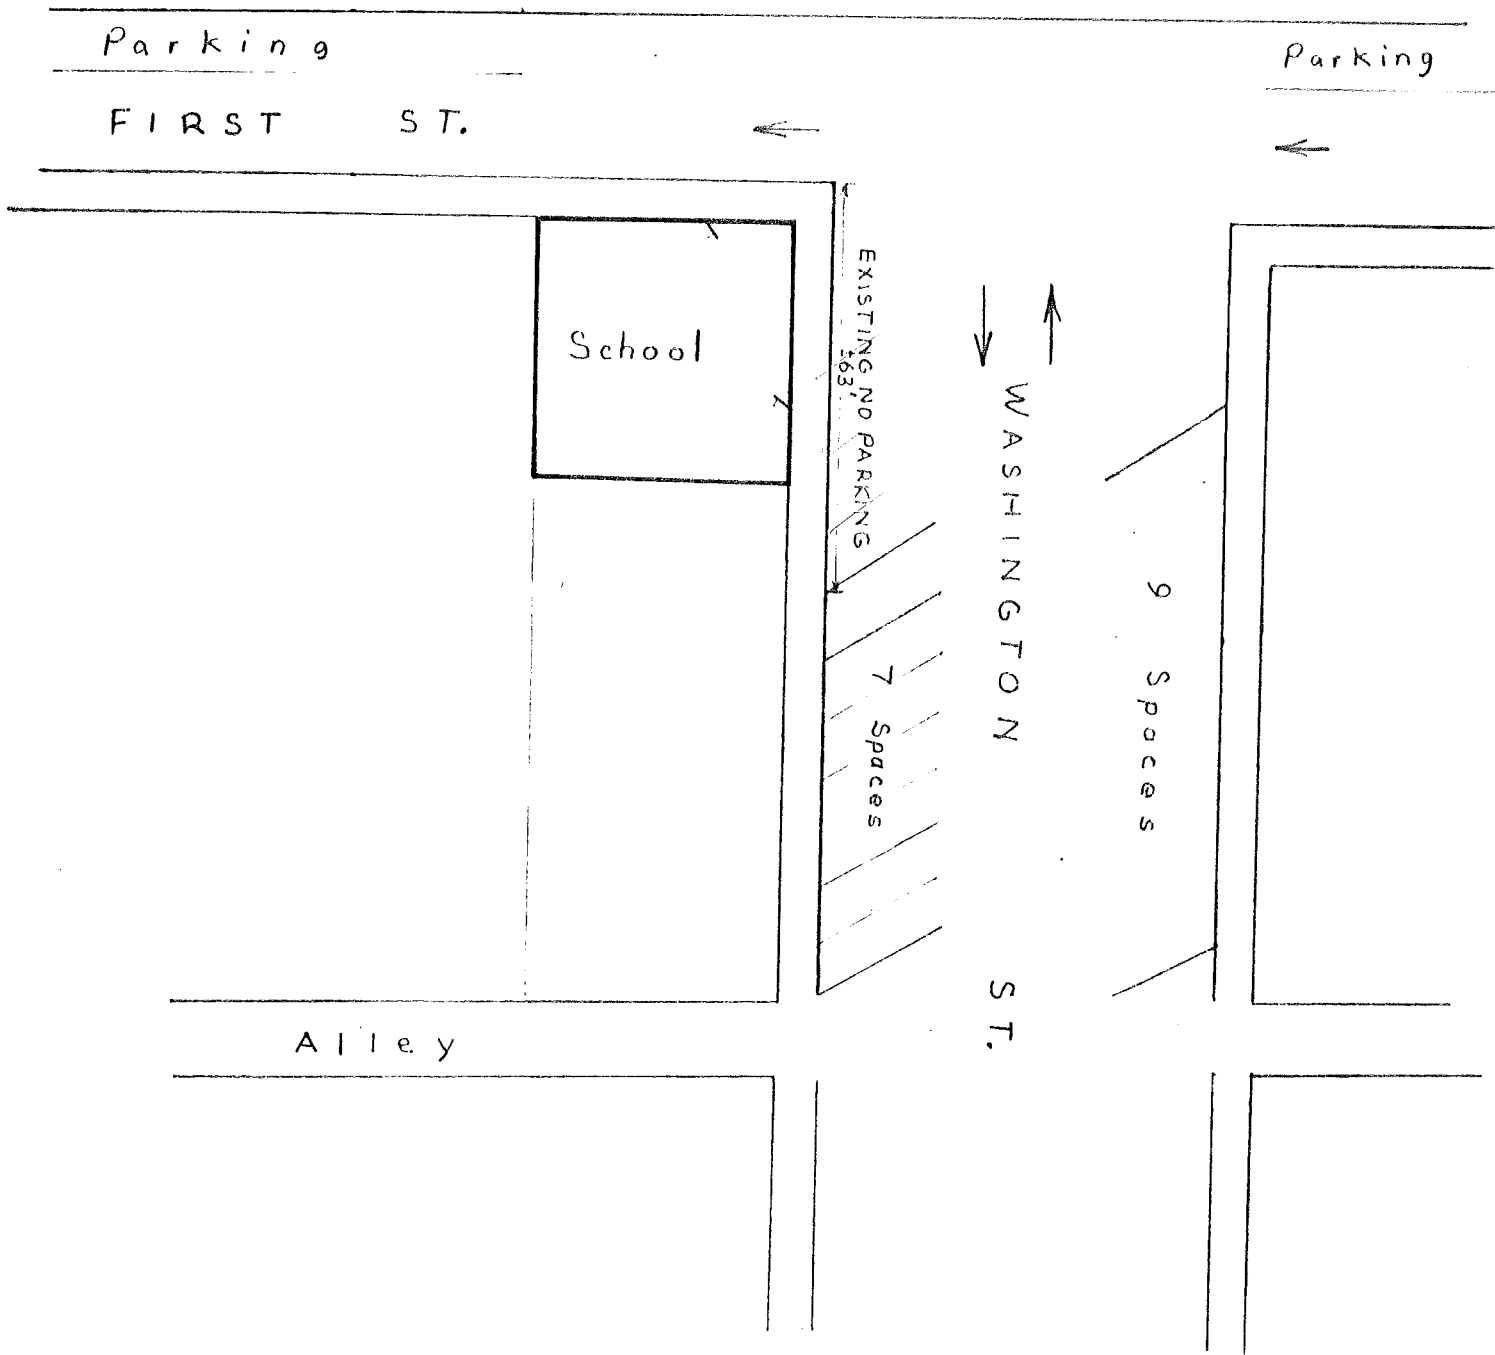 Parking
Parking
FIRST ST.
School
EXISTING NO PARKING
±63'
WASHINGTON ST.
7 Spaces
9 Spaces
Alley